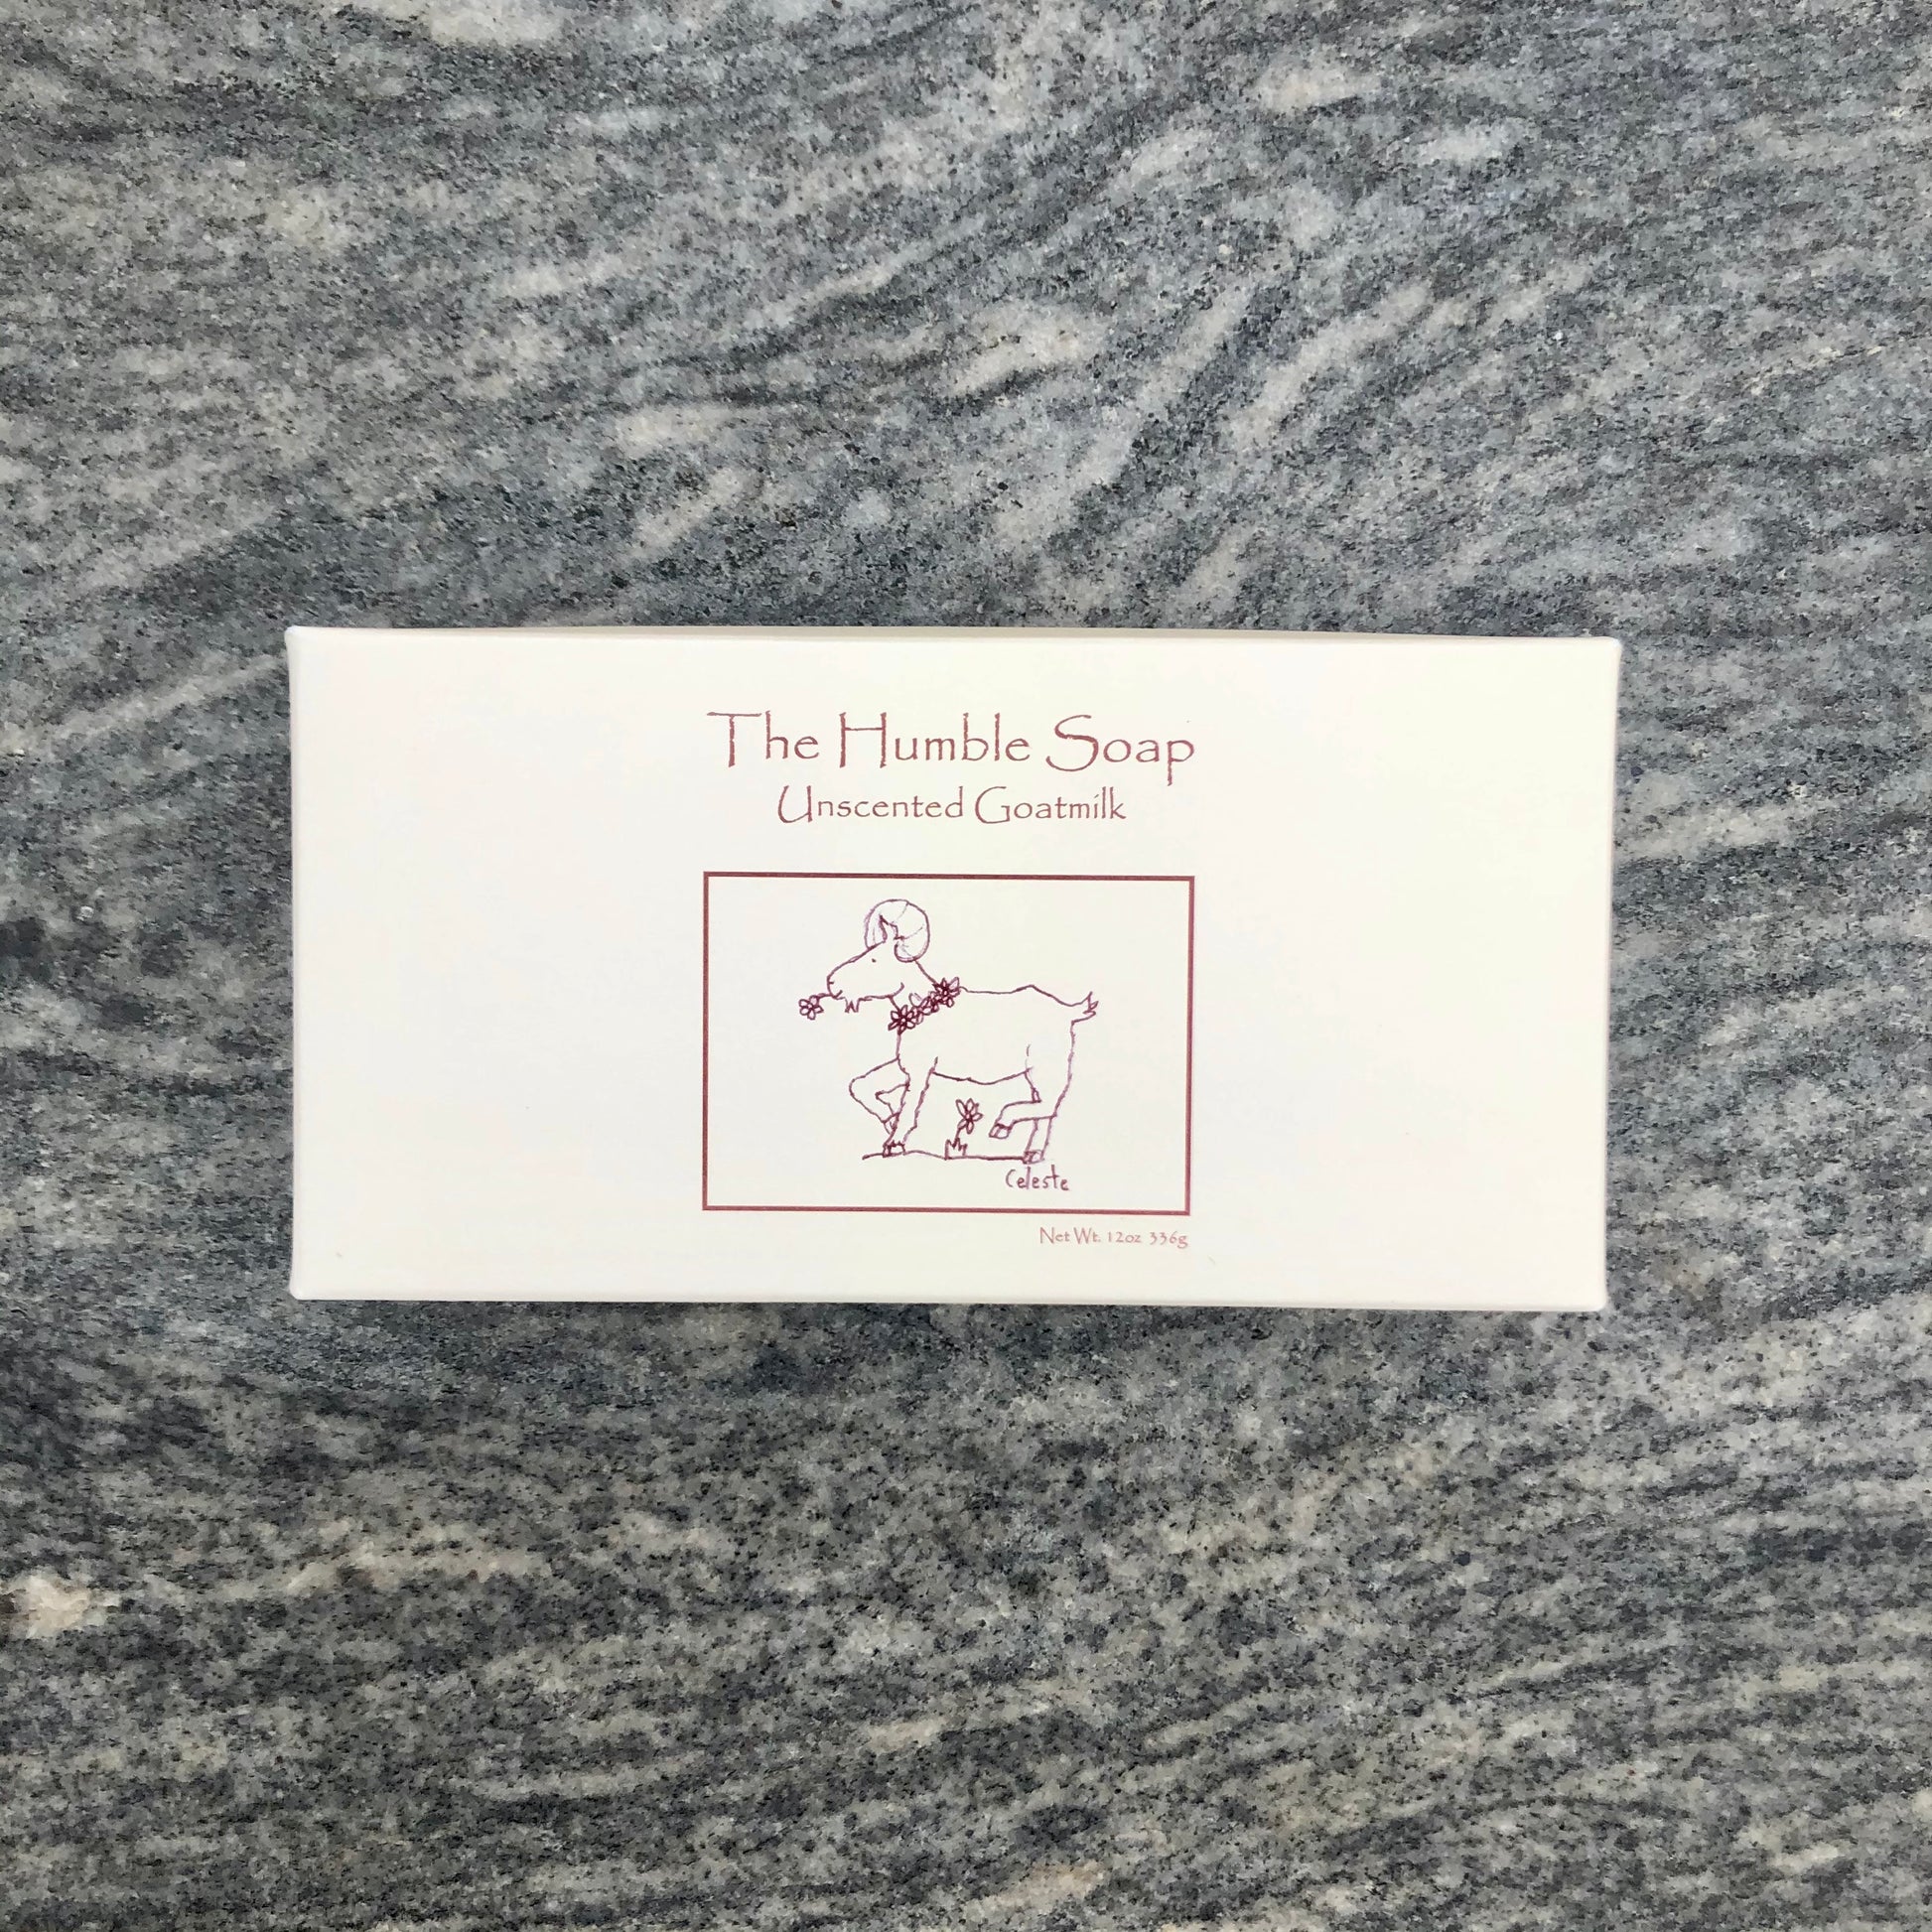 The Humble Soap
Unscented Goatmilk
Celeste
Net Wt. 12oz 336g